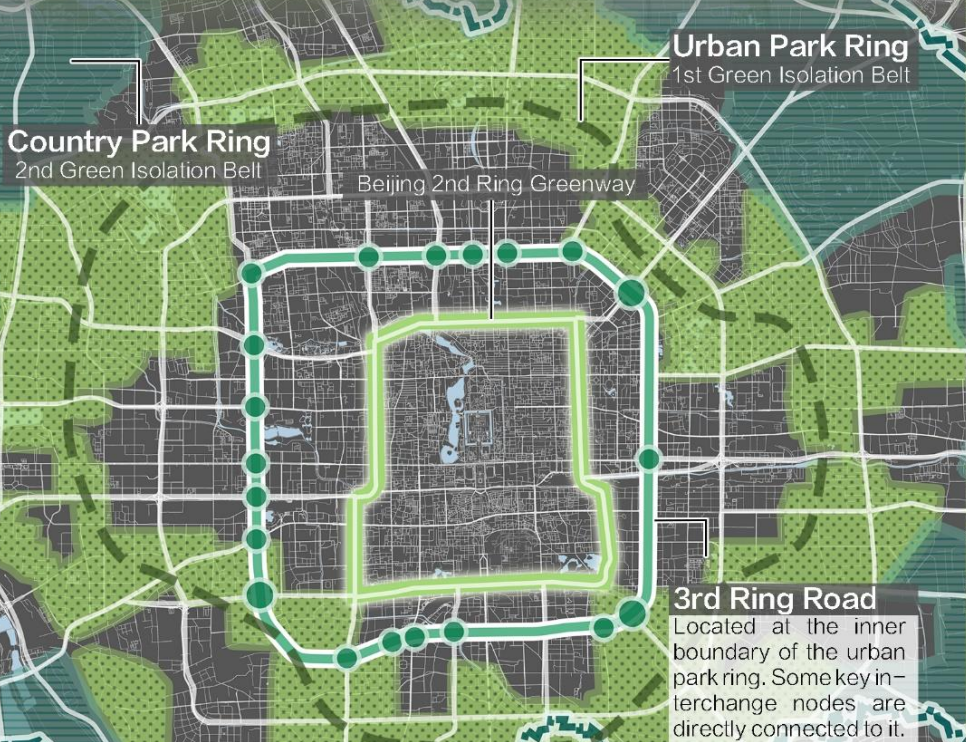 Urban Park Ring
1st Green Isolation Belt
Country Park Ring
2nd Green Isolation Belt
Beijing 2nd Ring Greenway
3rd Ring Road
Located at the inner
boundary of the urban
park ring. Some key in-
terchange nodes are
directly connected to it.